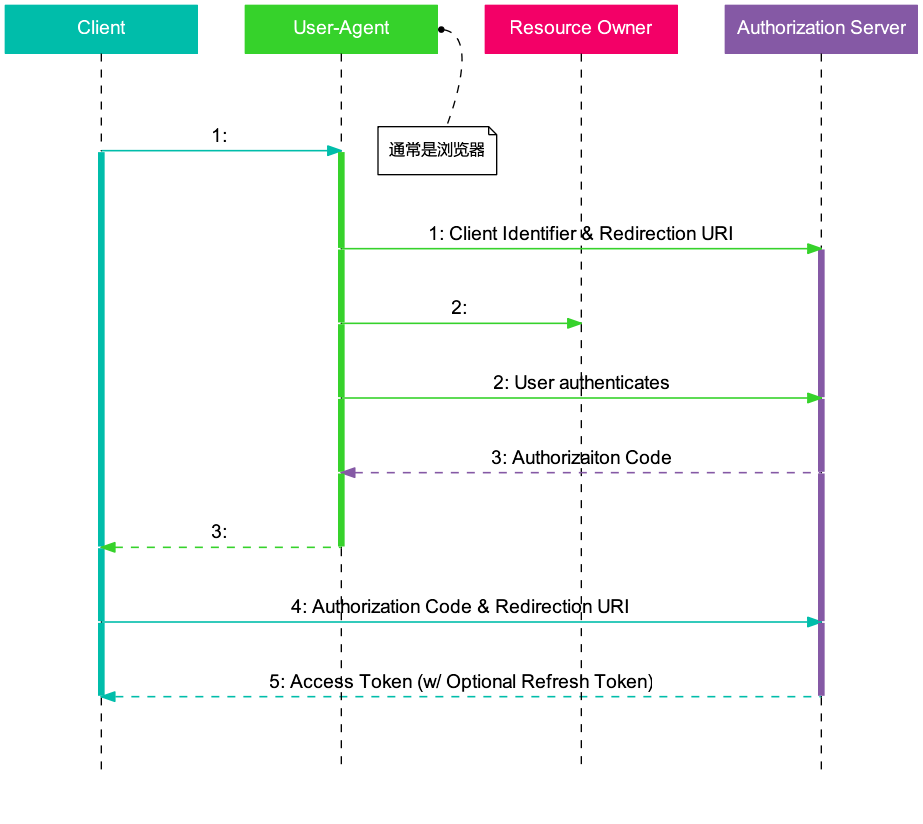 Client
User-Agent
Resource Owner
Authorization Server
1:
通常是浏览器
1: Client Identifier & Redirection URI
2:
2: User authenticates
3: Authorizaiton Code
3:
4: Authorization Code & Redirection URI
5: Access Token (w/ Optional Refresh Token)